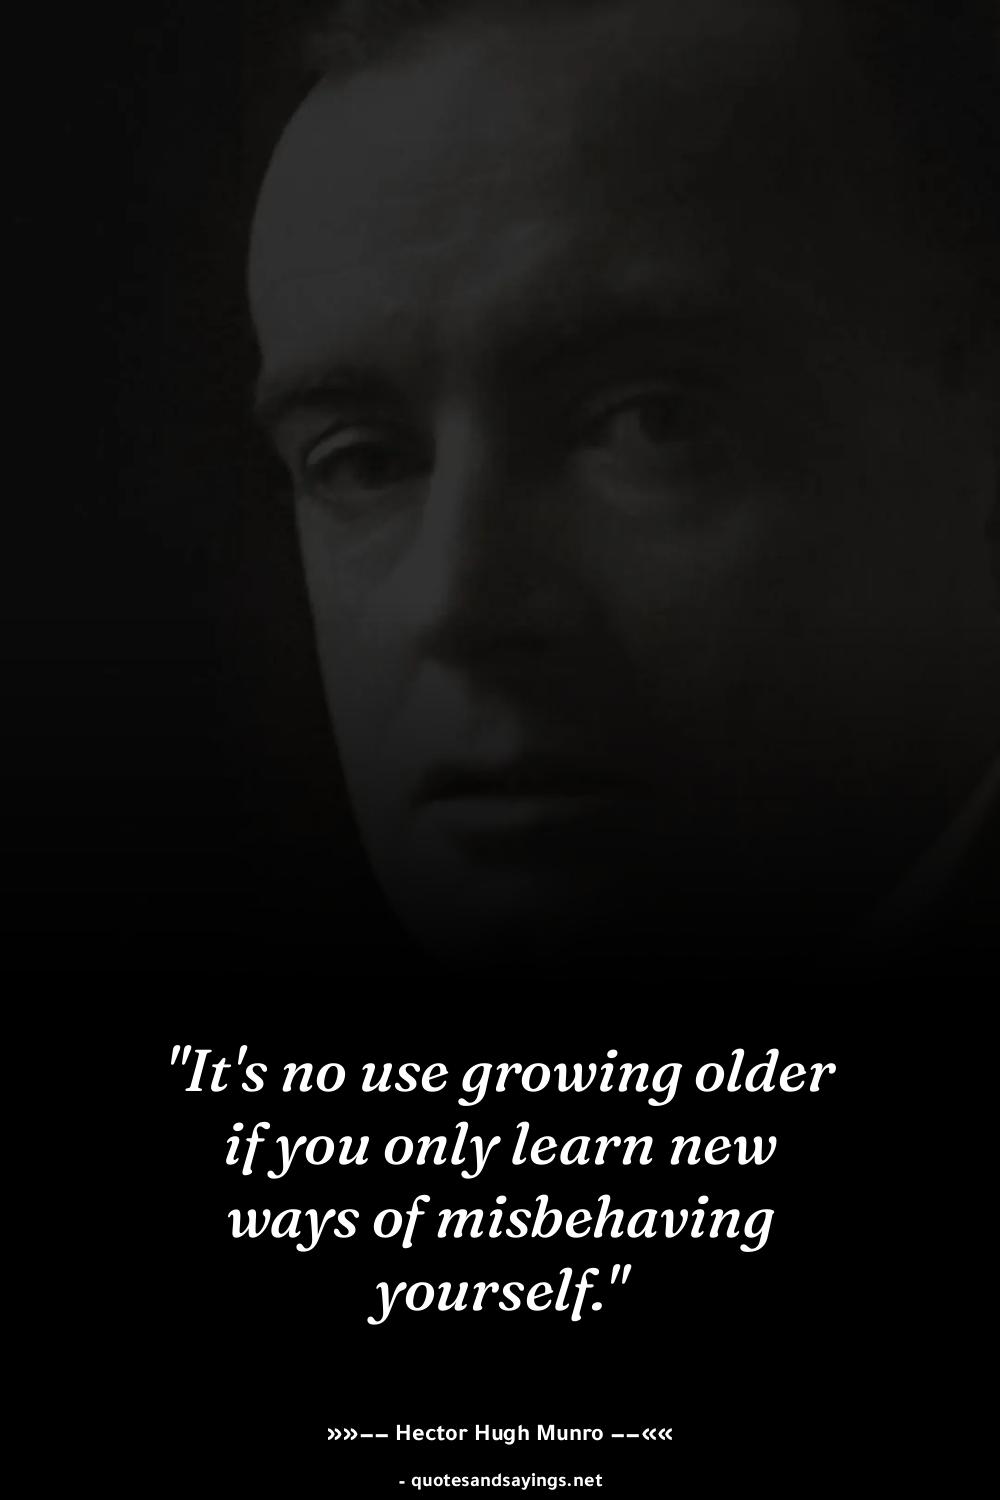 "It's no use growing older
if you only learn new
ways of misbehaving
yourself."
»»–– Hector Hugh Munro ––««
- quotesandsayings.net